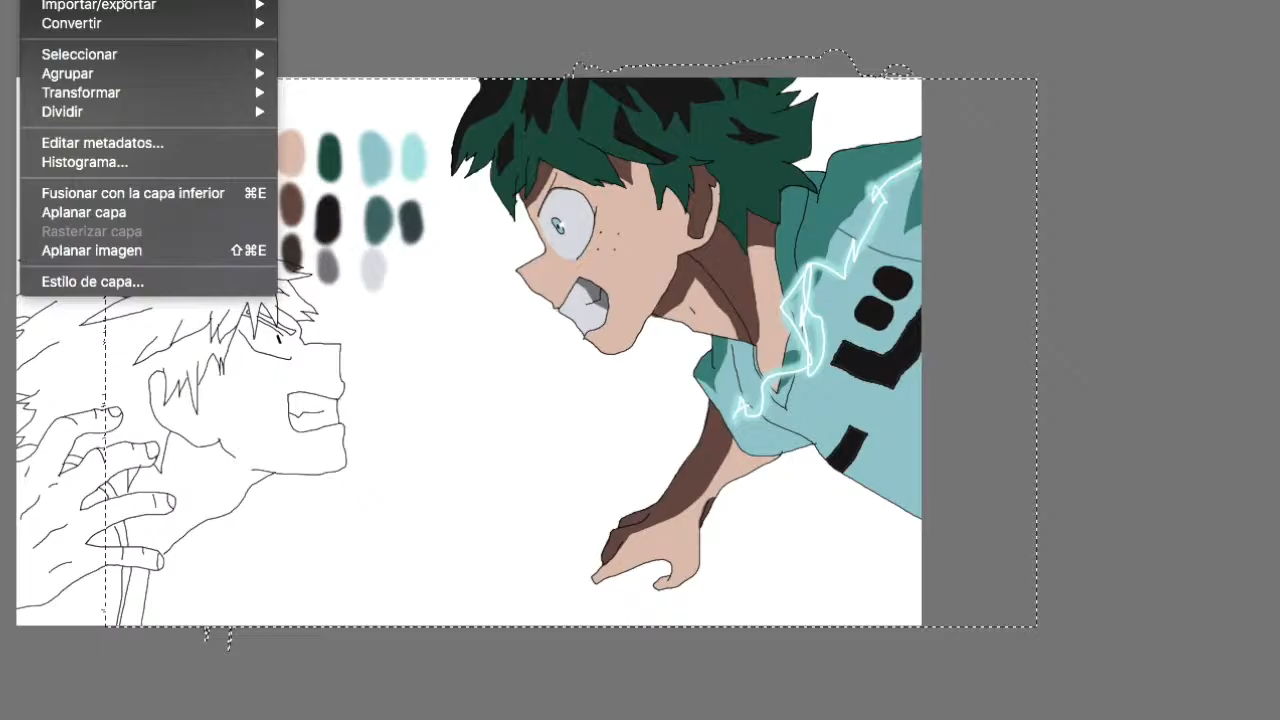 Importar/exportar
Convertir
Seleccionar
Agrupar
Transformar
Dividir
Editar metadatos...
Histograma...
Fusionar con la capa inferior ⌘E
Aplanar capa
Rasterizar capa
Aplanar imagen ⇧⌘E
Estilo de capa...